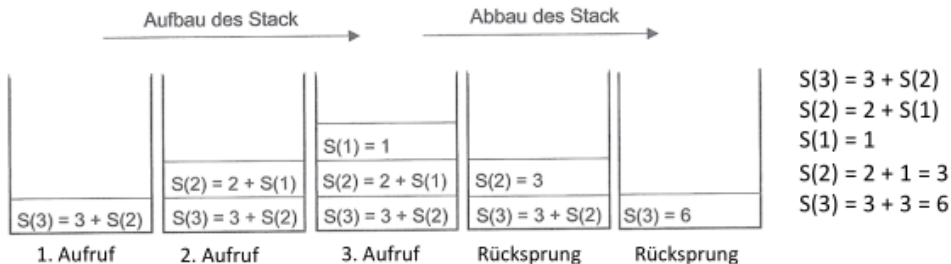 Aufbau des Stack
Abbau des Stack
S(3) = 3 + S(2)
S(2) = 2 + S(1)
S(3) = 3 + S(2)
S(1) = 1
S(2) = 2 + S(1)
S(3) = 3 + S(2)
S(2) = 3
S(3) = 3 + S(2)
S(3) = 6
1. Aufruf
2. Aufruf
3. Aufruf
Rücksprung
Rücksprung
S(3) = 3 + S(2)
S(2) = 2 + S(1)
S(1) = 1
S(2) = 2 + 1 = 3
S(3) = 3 + 3 = 6